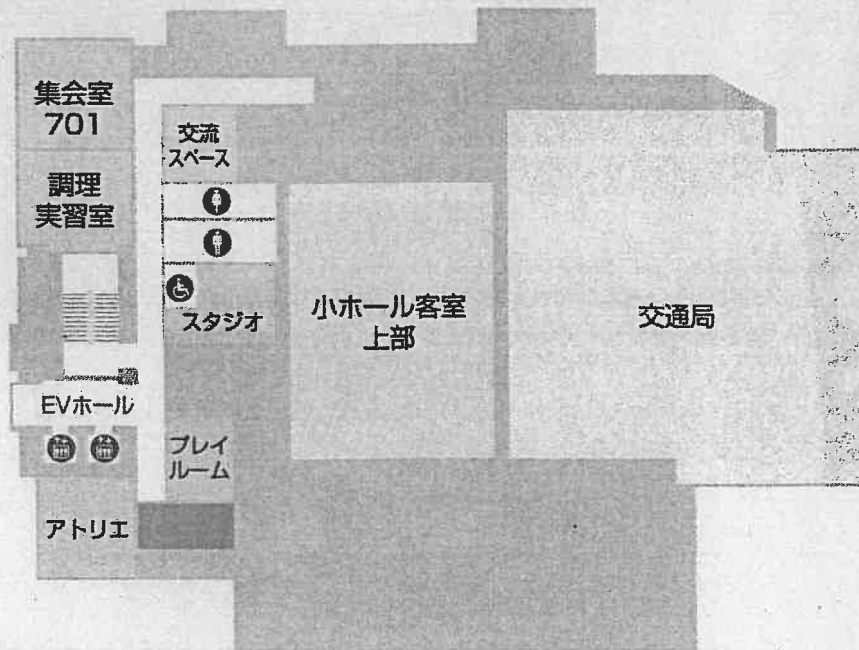 集会室
701
交流
スペース
調理
実習室
スタジオ
小ホール客室
上部
交通局
EVホール
プレイ
ルーム
アトリエ